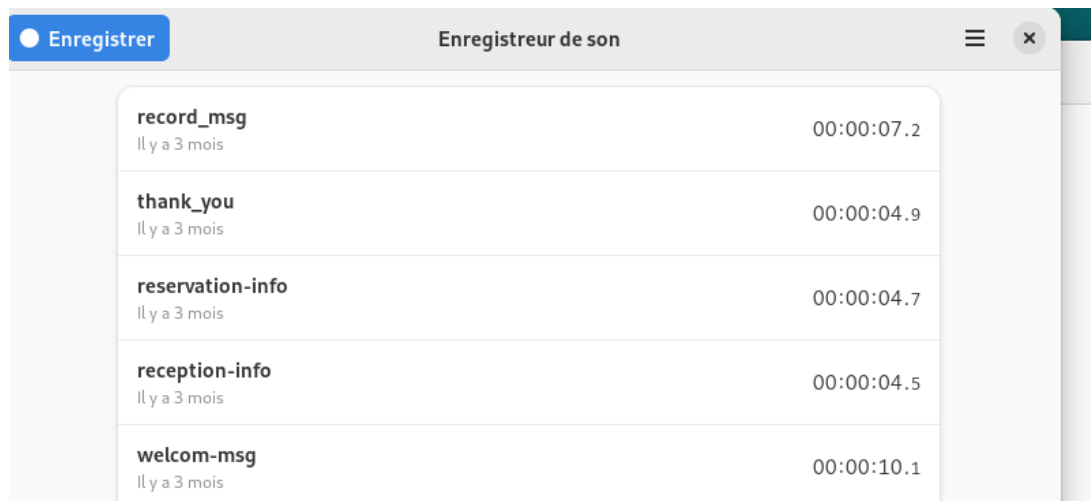 Enregistrer
Enregistreur de son
record_msg
00:00:07.2
Il y a 3 mois
thank_you
00:00:04.9
Il y a 3 mois
reservation-info
00:00:04.7
Il y a 3 mois
reception-info
00:00:04.5
Il y a 3 mois
welcom-msg
00:00:10.1
Il y a 3 mois